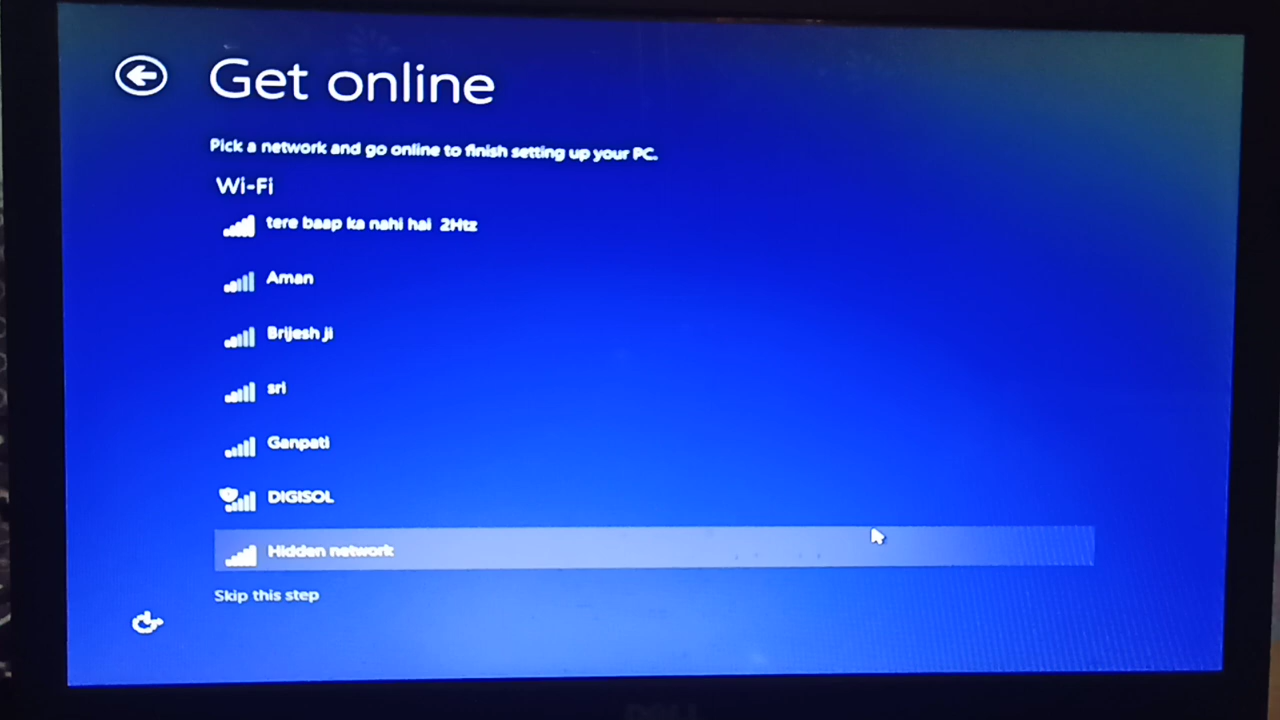 Get online
Pick a network and go online to finish setting up your PC.
Wi-Fi
tere baap ka nahi hai 2Htz
Aman
Brijesh ji
sri
Ganpati
DIGISOL
Hidden network
Skip this step